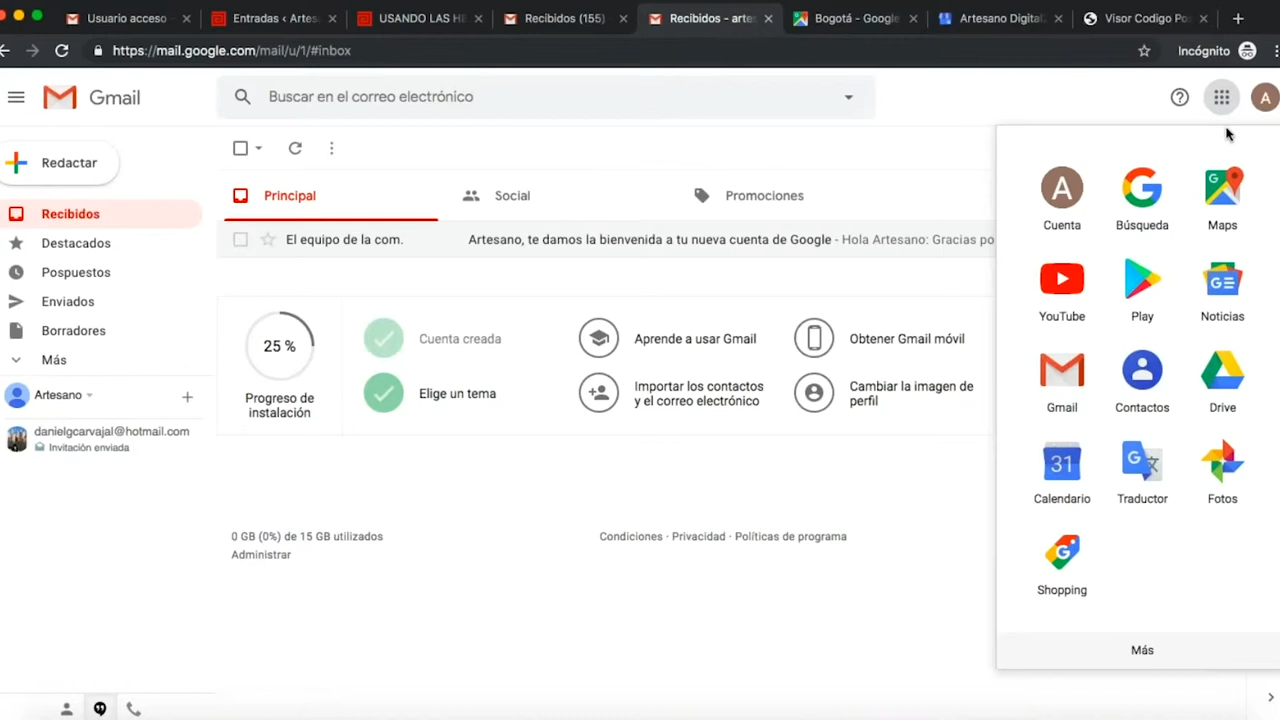 Usuario acceso -
Entradas ‹ Artes
USANDO LAS HE
Recibidos (155) -
Recibidos - arte
Bogotá - Google
Artesano Digital
Visor Codigo Po
https://mail.google.com/mail/u/1/#inbox
Incógnito
Gmail
Buscar en el correo electrónico
A
Redactar
Principal
Social
Promociones
Recibidos
Destacados
Pospuestos
Enviados
Borradores
Más
Artesano
danielgcarvajal@hotmail.com
Invitación enviada
El equipo de la com.
Artesano, te damos la bienvenida a tu nueva cuenta de Google - Hola Artesano: Gracias po
25 %
Progreso de
instalación
Cuenta creada
Elige un tema
Aprende a usar Gmail
Importar los contactos
y el correo electrónico
Obtener Gmail móvil
Cambiar la imagen de
perfil
0 GB (0%) de 15 GB utilizados
Administrar
Condiciones · Privacidad · Políticas de programa
A
Cuenta
Búsqueda
Maps
YouTube
Play
Noticias
Gmail
Contactos
Drive
31
Calendario
Traductor
Fotos
Shopping
Más